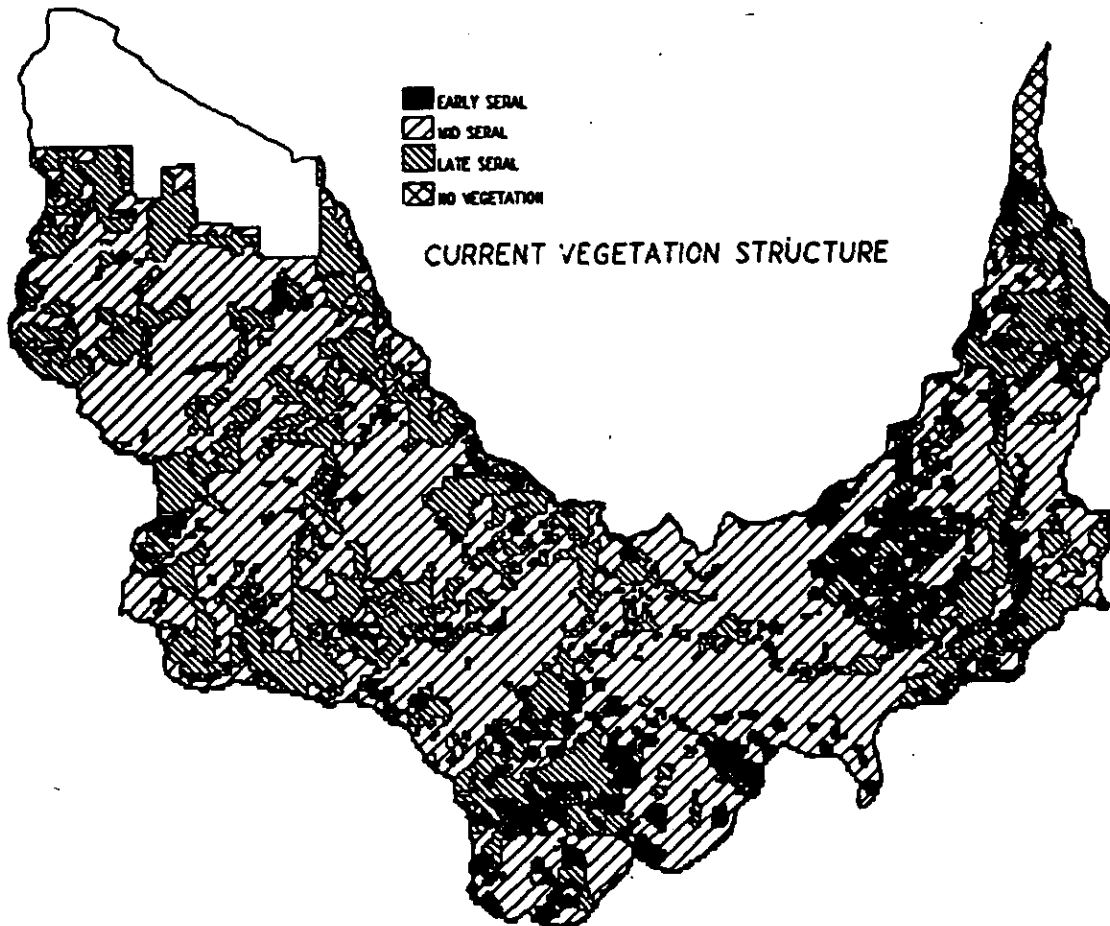 EARLY SERAL
MID SERAL
LATE SERAL
NO VEGETATION
CURRENT VEGETATION STRUCTURE